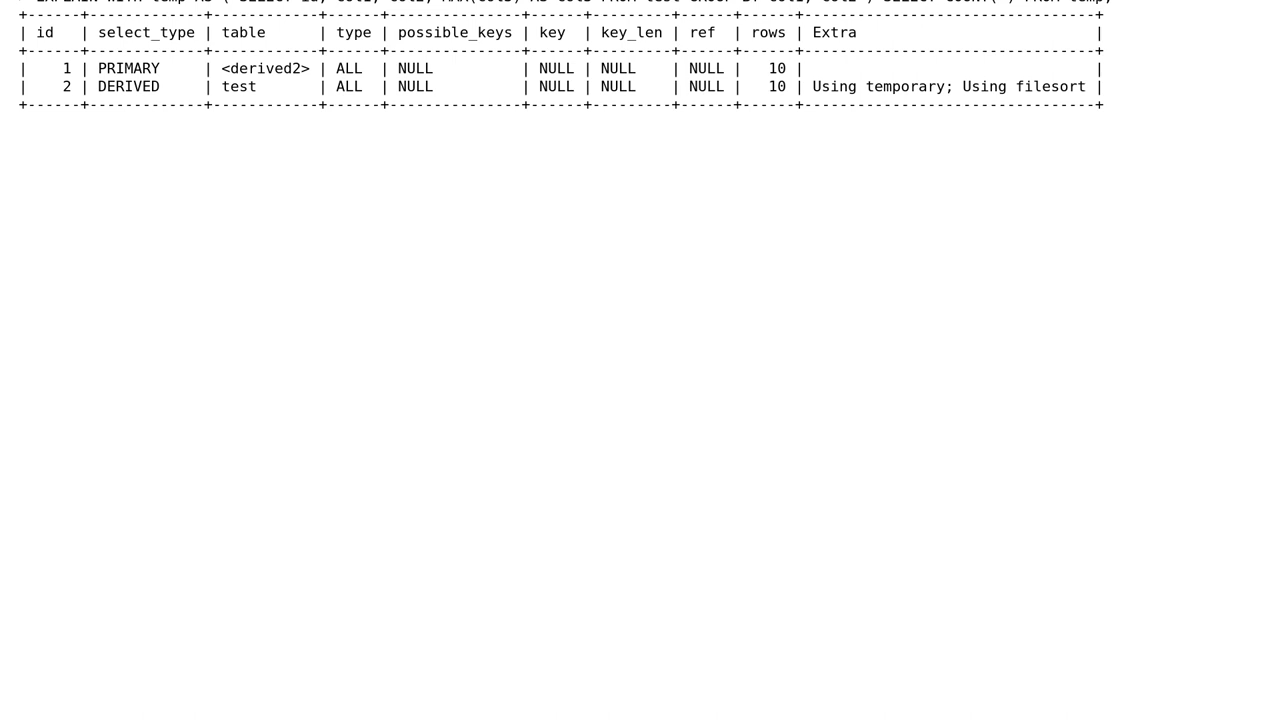 +------+-------------+------------+------+---------------+------+---------+------+------+---------------------------------+
| id   | select_type | table      | type | possible_keys | key  | key_len | ref  | rows | Extra                           |
+------+-------------+------------+------+---------------+------+---------+------+------+---------------------------------+
|    1 | PRIMARY     | <derived2> | ALL  | NULL          | NULL | NULL    | NULL |   10 |                                 |
|    2 | DERIVED     | test       | ALL  | NULL          | NULL | NULL    | NULL |   10 | Using temporary; Using filesort |
+------+-------------+------------+------+---------------+------+---------+------+------+---------------------------------+